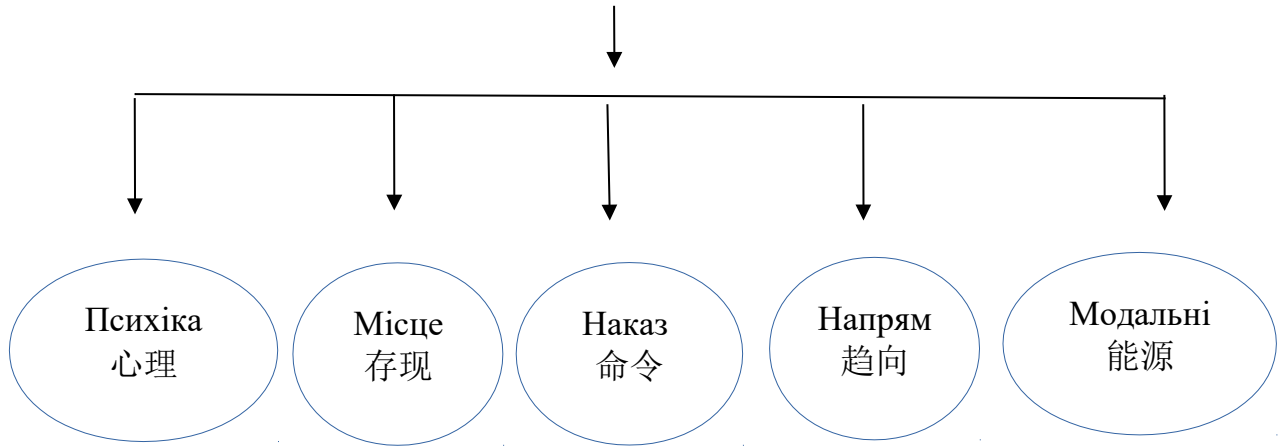 Психіка
心理
Місце
存现
Наказ
命令
Напрям
趋向
Модальні
能源